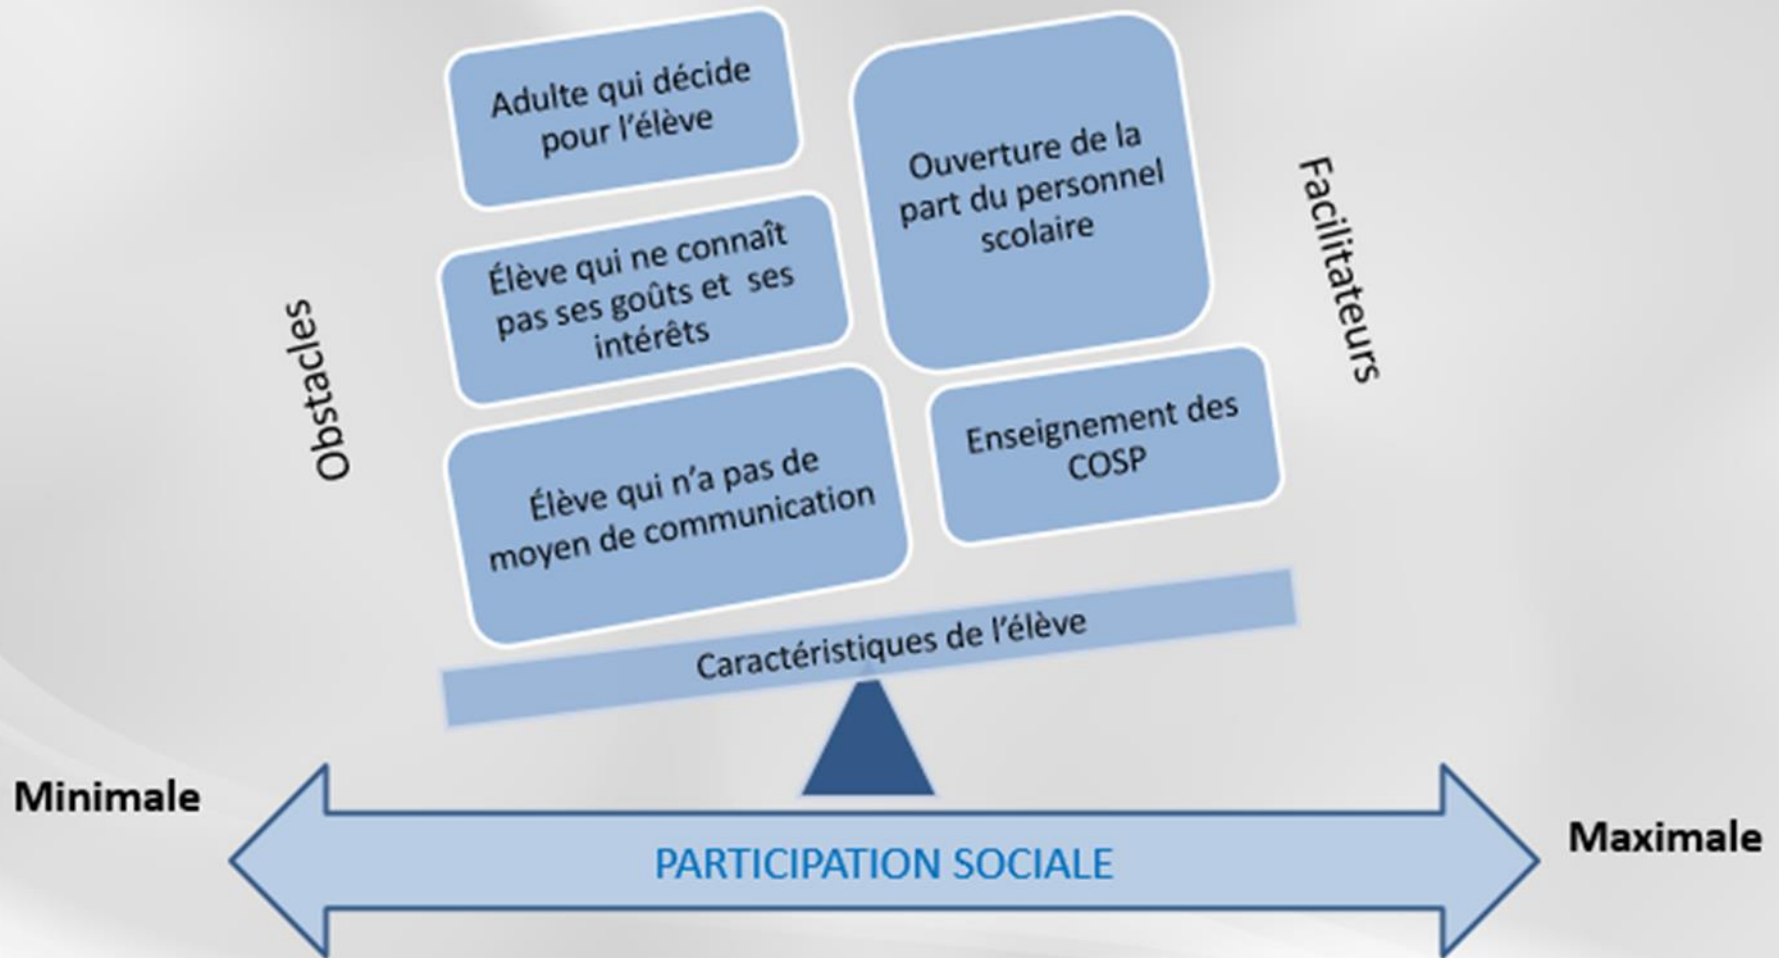 Obstacles
Adulte qui décide
pour l’élève
Élève qui ne connaît
pas ses goûts et ses
intérêts
Élève qui n’a pas de
moyen de communication
Ouverture de la
part du personnel
scolaire
Enseignement des
COSP
Facilitateurs
Caractéristiques de l’élève
Minimale
PARTICIPATION SOCIALE
Maximale